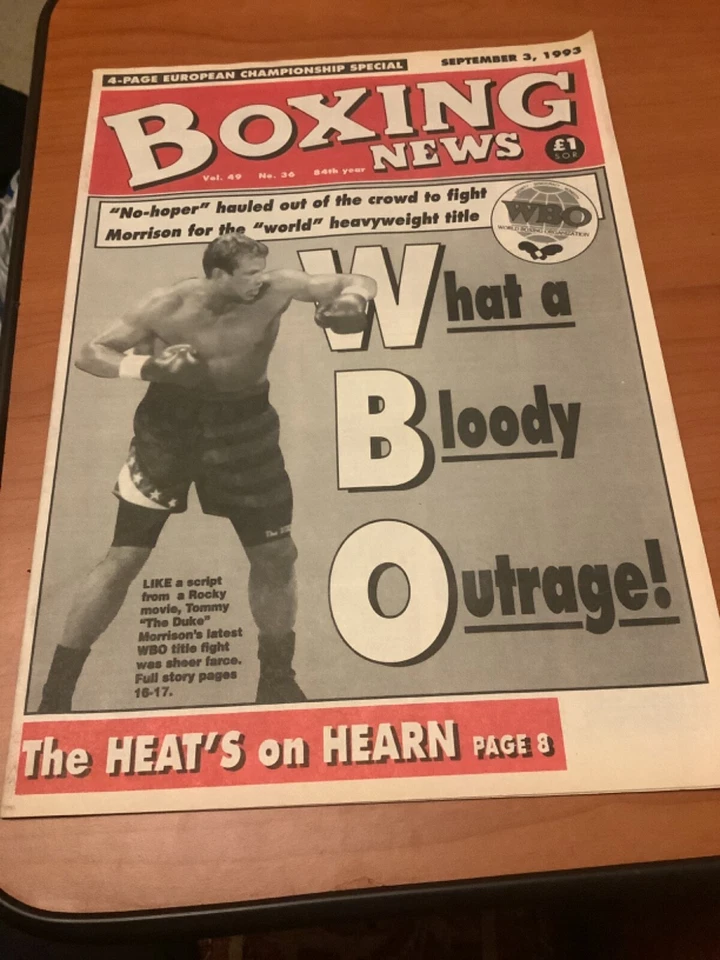 4-PAGE EUROPEAN CHAMPIONSHIP SPECIAL
SEPTEMBER 3, 1993
BOXING
NEWS
£1
S.O.R
Vol. 49 No. 36 84th year
"No-hoper" hauled out of the crowd to fight
Morrison for the "world" heavyweight title
WBO
WORLD BOXING ORGANIZATION
What a
Bloody
Outrage!
LIKE a script
from a Rocky
movie, Tommy
"The Duke"
Morrison's latest
WBO title fight
was sheer farce.
Full story pages
16-17.
The HEAT'S on HEARN PAGE 8